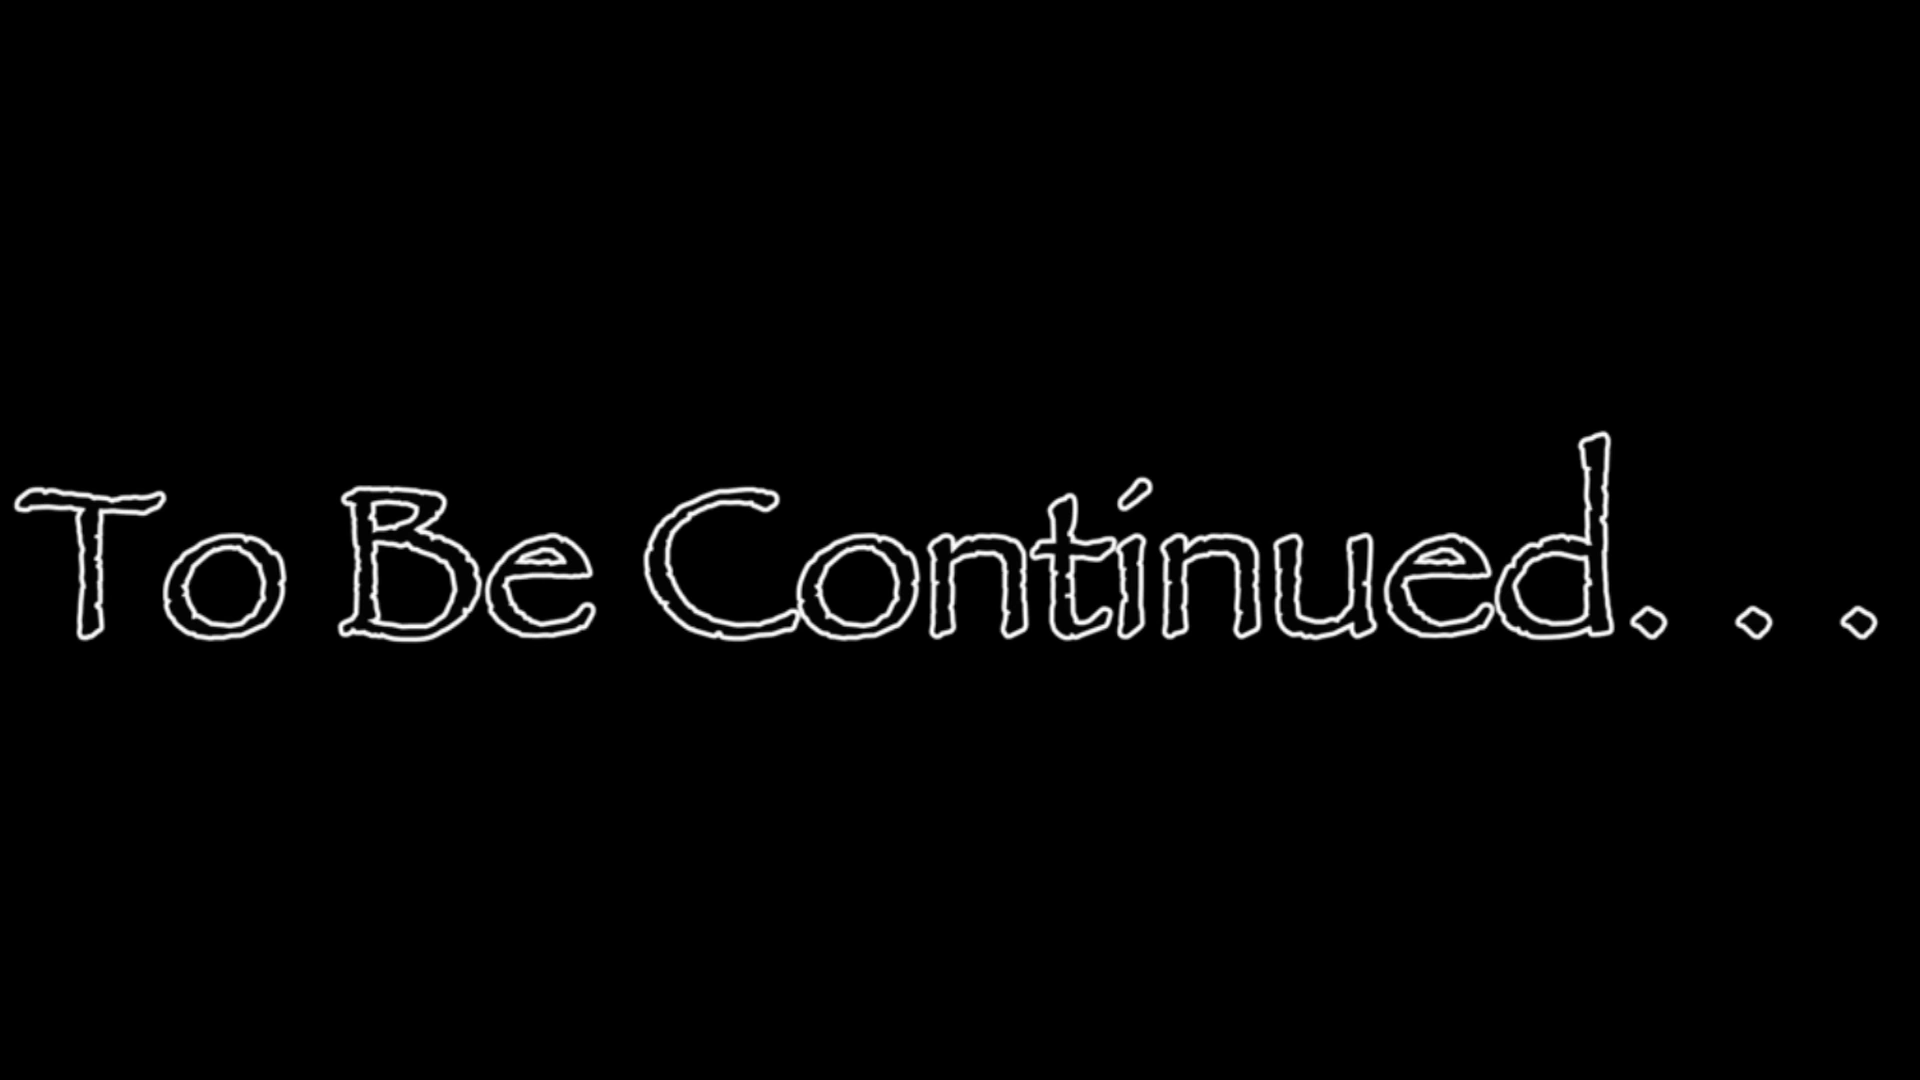 To Be Continued. . .